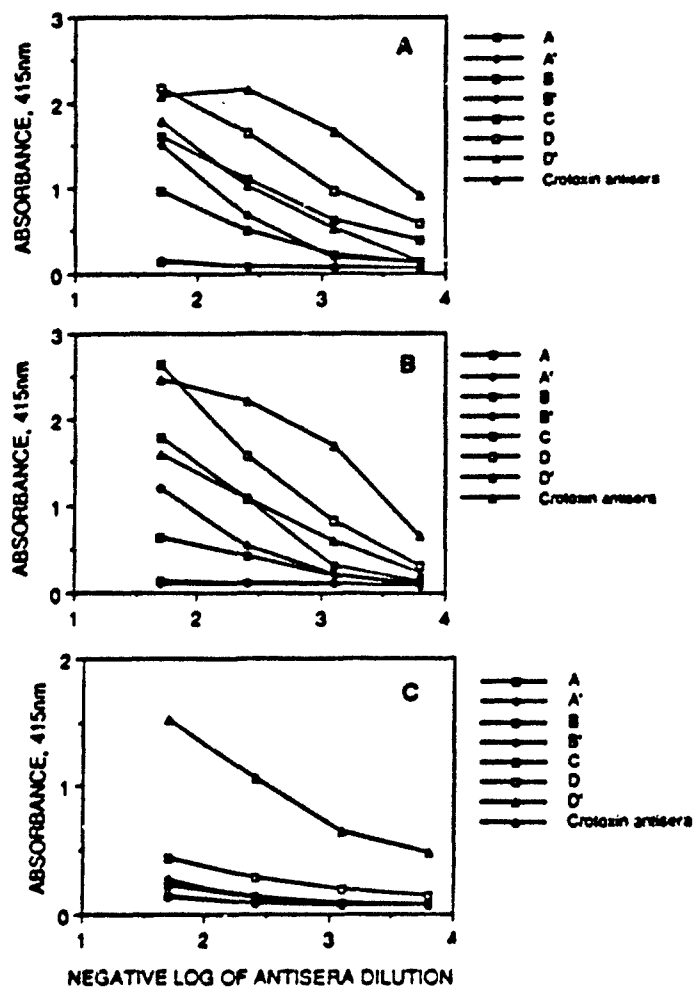 3
A
A
A'
B
2
B'
C
D
D'
1
Crotoxin antisera
0
1 2 3 4
ABSORBANCE, 415nm
3
B
A
A'
B
2
B'
C
D
D'
1
Crotoxin antisera
0
1 2 3 4
ABSORBANCE, 415nm
2
C
A
A'
B
B'
C
1
D
D'
Crotoxin antisera
0
1 2 3 4
ABSORBANCE, 415nm
NEGATIVE LOG OF ANTISERA DILUTION